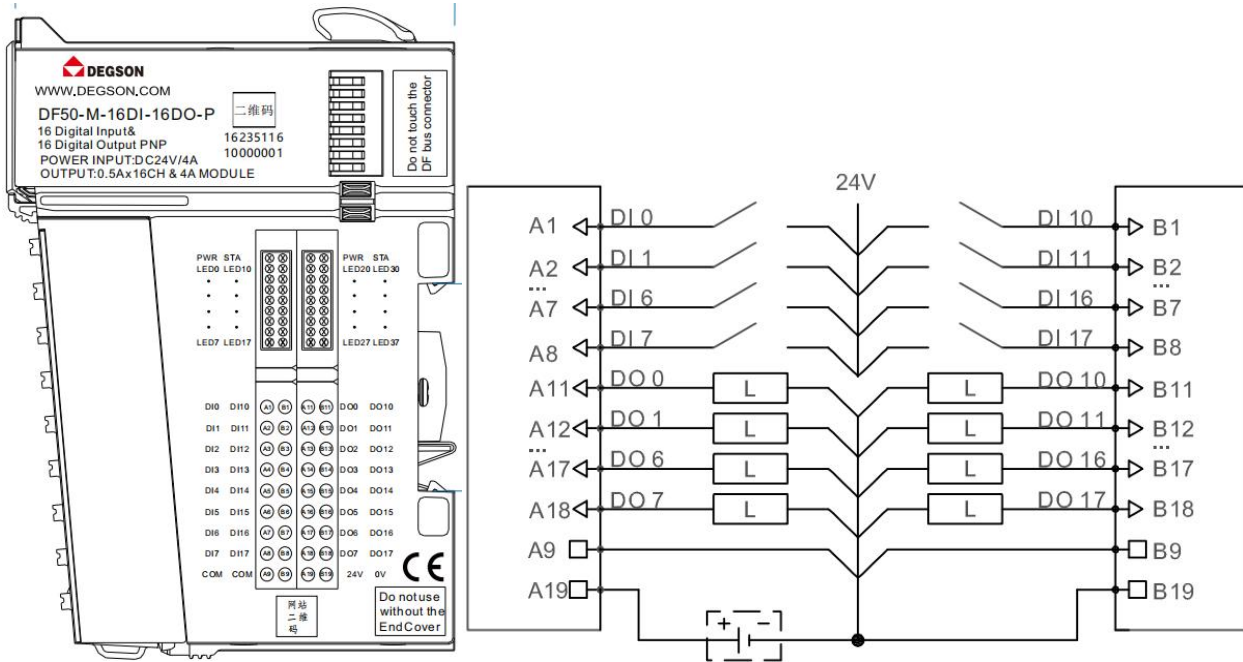 DEGSON
WWW.DEGSON.COM
DF50-M-16DI-16DO-P
16 Digital Input&
16 Digital Output PNP
POWER INPUT:DC24V/4A
OUTPUT:0.5Ax16CH & 4A MODULE
二维码
16235116
10000001
Do not touch the
DF bus connector
PWR STA PWR STA
LED0 LED10 LED20 LED30
LED7 LED17 LED27 LED37
DI0 DI10 A1 B1 A11 B11 DO0 DO10
DI1 DI11 A2 B2 A12 B12 DO1 DO11
DI2 DI12 A3 B3 A13 B13 DO2 DO12
DI3 DI13 A4 B4 A14 B14 DO3 DO13
DI4 DI14 A5 B5 A15 B15 DO4 DO14
DI5 DI15 A6 B6 A16 B16 DO5 DO15
DI6 DI16 A7 B7 A17 B17 DO6 DO16
DI7 DI17 A8 B8 A18 B18 DO7 DO17
COM COM A9 B9 A19 B19 24V 0V
CE
网站
二维
码
Do not use
without the
End Cover
24V
A1 DI 0 DI 10 B1
A2 DI 1 DI 11 B2
... ...
A7 DI 6 DI 16 B7
A8 DI 7 DI 17 B8
A11 DO 0 L L DO 10 B11
A12 DO 1 L L DO 11 B12
... ...
A17 DO 6 L L DO 16 B17
A18 DO 7 L L DO 17 B18
A9 B9
A19 B19
+ −